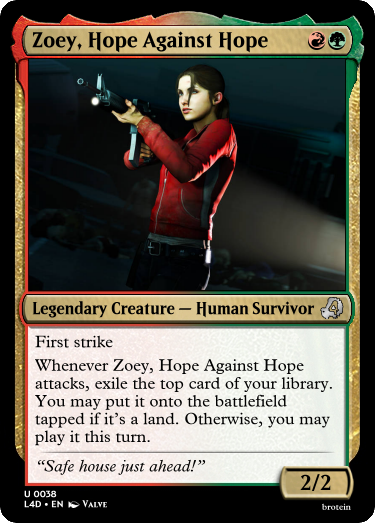 Zoey, Hope Against Hope
Legendary Creature — Human Survivor
First strike
Whenever Zoey, Hope Against Hope
attacks, exile the top card of your library.
You may put it onto the battlefield
tapped if it's a land. Otherwise, you may
play it this turn.
"Safe house just ahead!"
2/2
U 0038
L4D • EN Valve
brotein